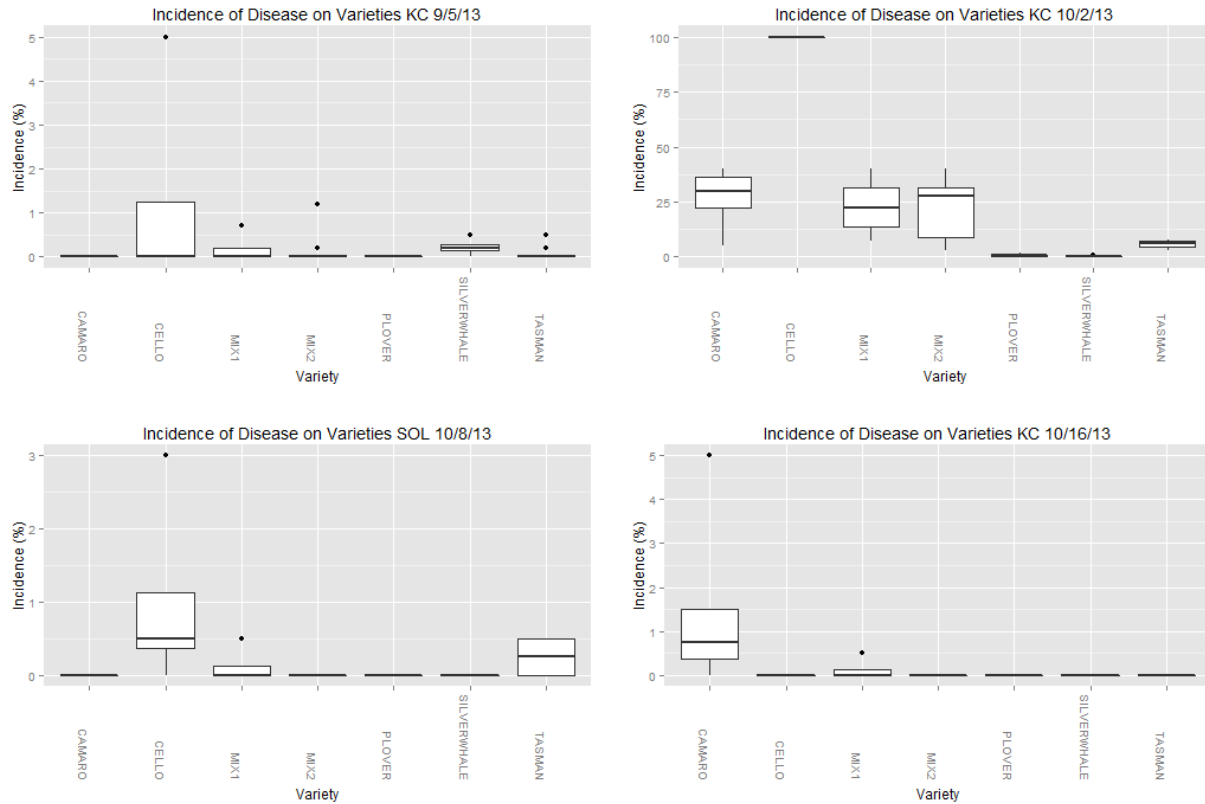 Incidence of Disease on Varieties KC 9/5/13
Incidence (%)
5
4
3
2
1
0
CAMARO
CELLO
MIX1
MIX2
PLOVER
SILVERWHALE
TASMAN
Variety
Incidence of Disease on Varieties KC 10/2/13
Incidence (%)
100
75
50
25
0
CAMARO
CELLO
MIX1
MIX2
PLOVER
SILVERWHALE
TASMAN
Variety
Incidence of Disease on Varieties SOL 10/8/13
Incidence (%)
3
2
1
0
CAMARO
CELLO
MIX1
MIX2
PLOVER
SILVERWHALE
TASMAN
Variety
Incidence of Disease on Varieties KC 10/16/13
Incidence (%)
5
4
3
2
1
0
CAMARO
CELLO
MIX1
MIX2
PLOVER
SILVERWHALE
TASMAN
Variety